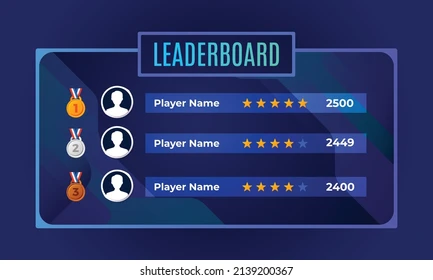 LEADERBOARD
1 Player Name 2500
2 Player Name 2449
3 Player Name 2400
shutterstock.com · 2139200367